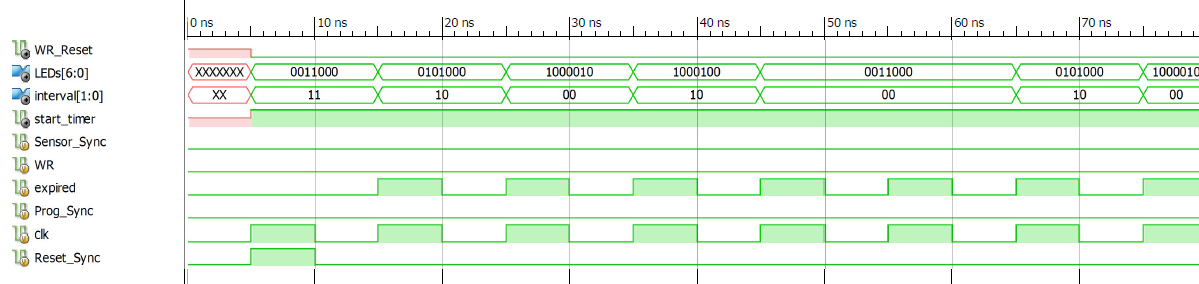 0 ns 10 ns 20 ns 30 ns 40 ns 50 ns 60 ns 70 ns
WR_Reset
LEDs[6:0] XXXXXXX 0011000 0101000 1000010 1000100 0011000 0101000 1000010
interval[1:0] XX 11 10 00 10 00 10 00
start_timer
Sensor_Sync
WR
expired
Prog_Sync
clk
Reset_Sync